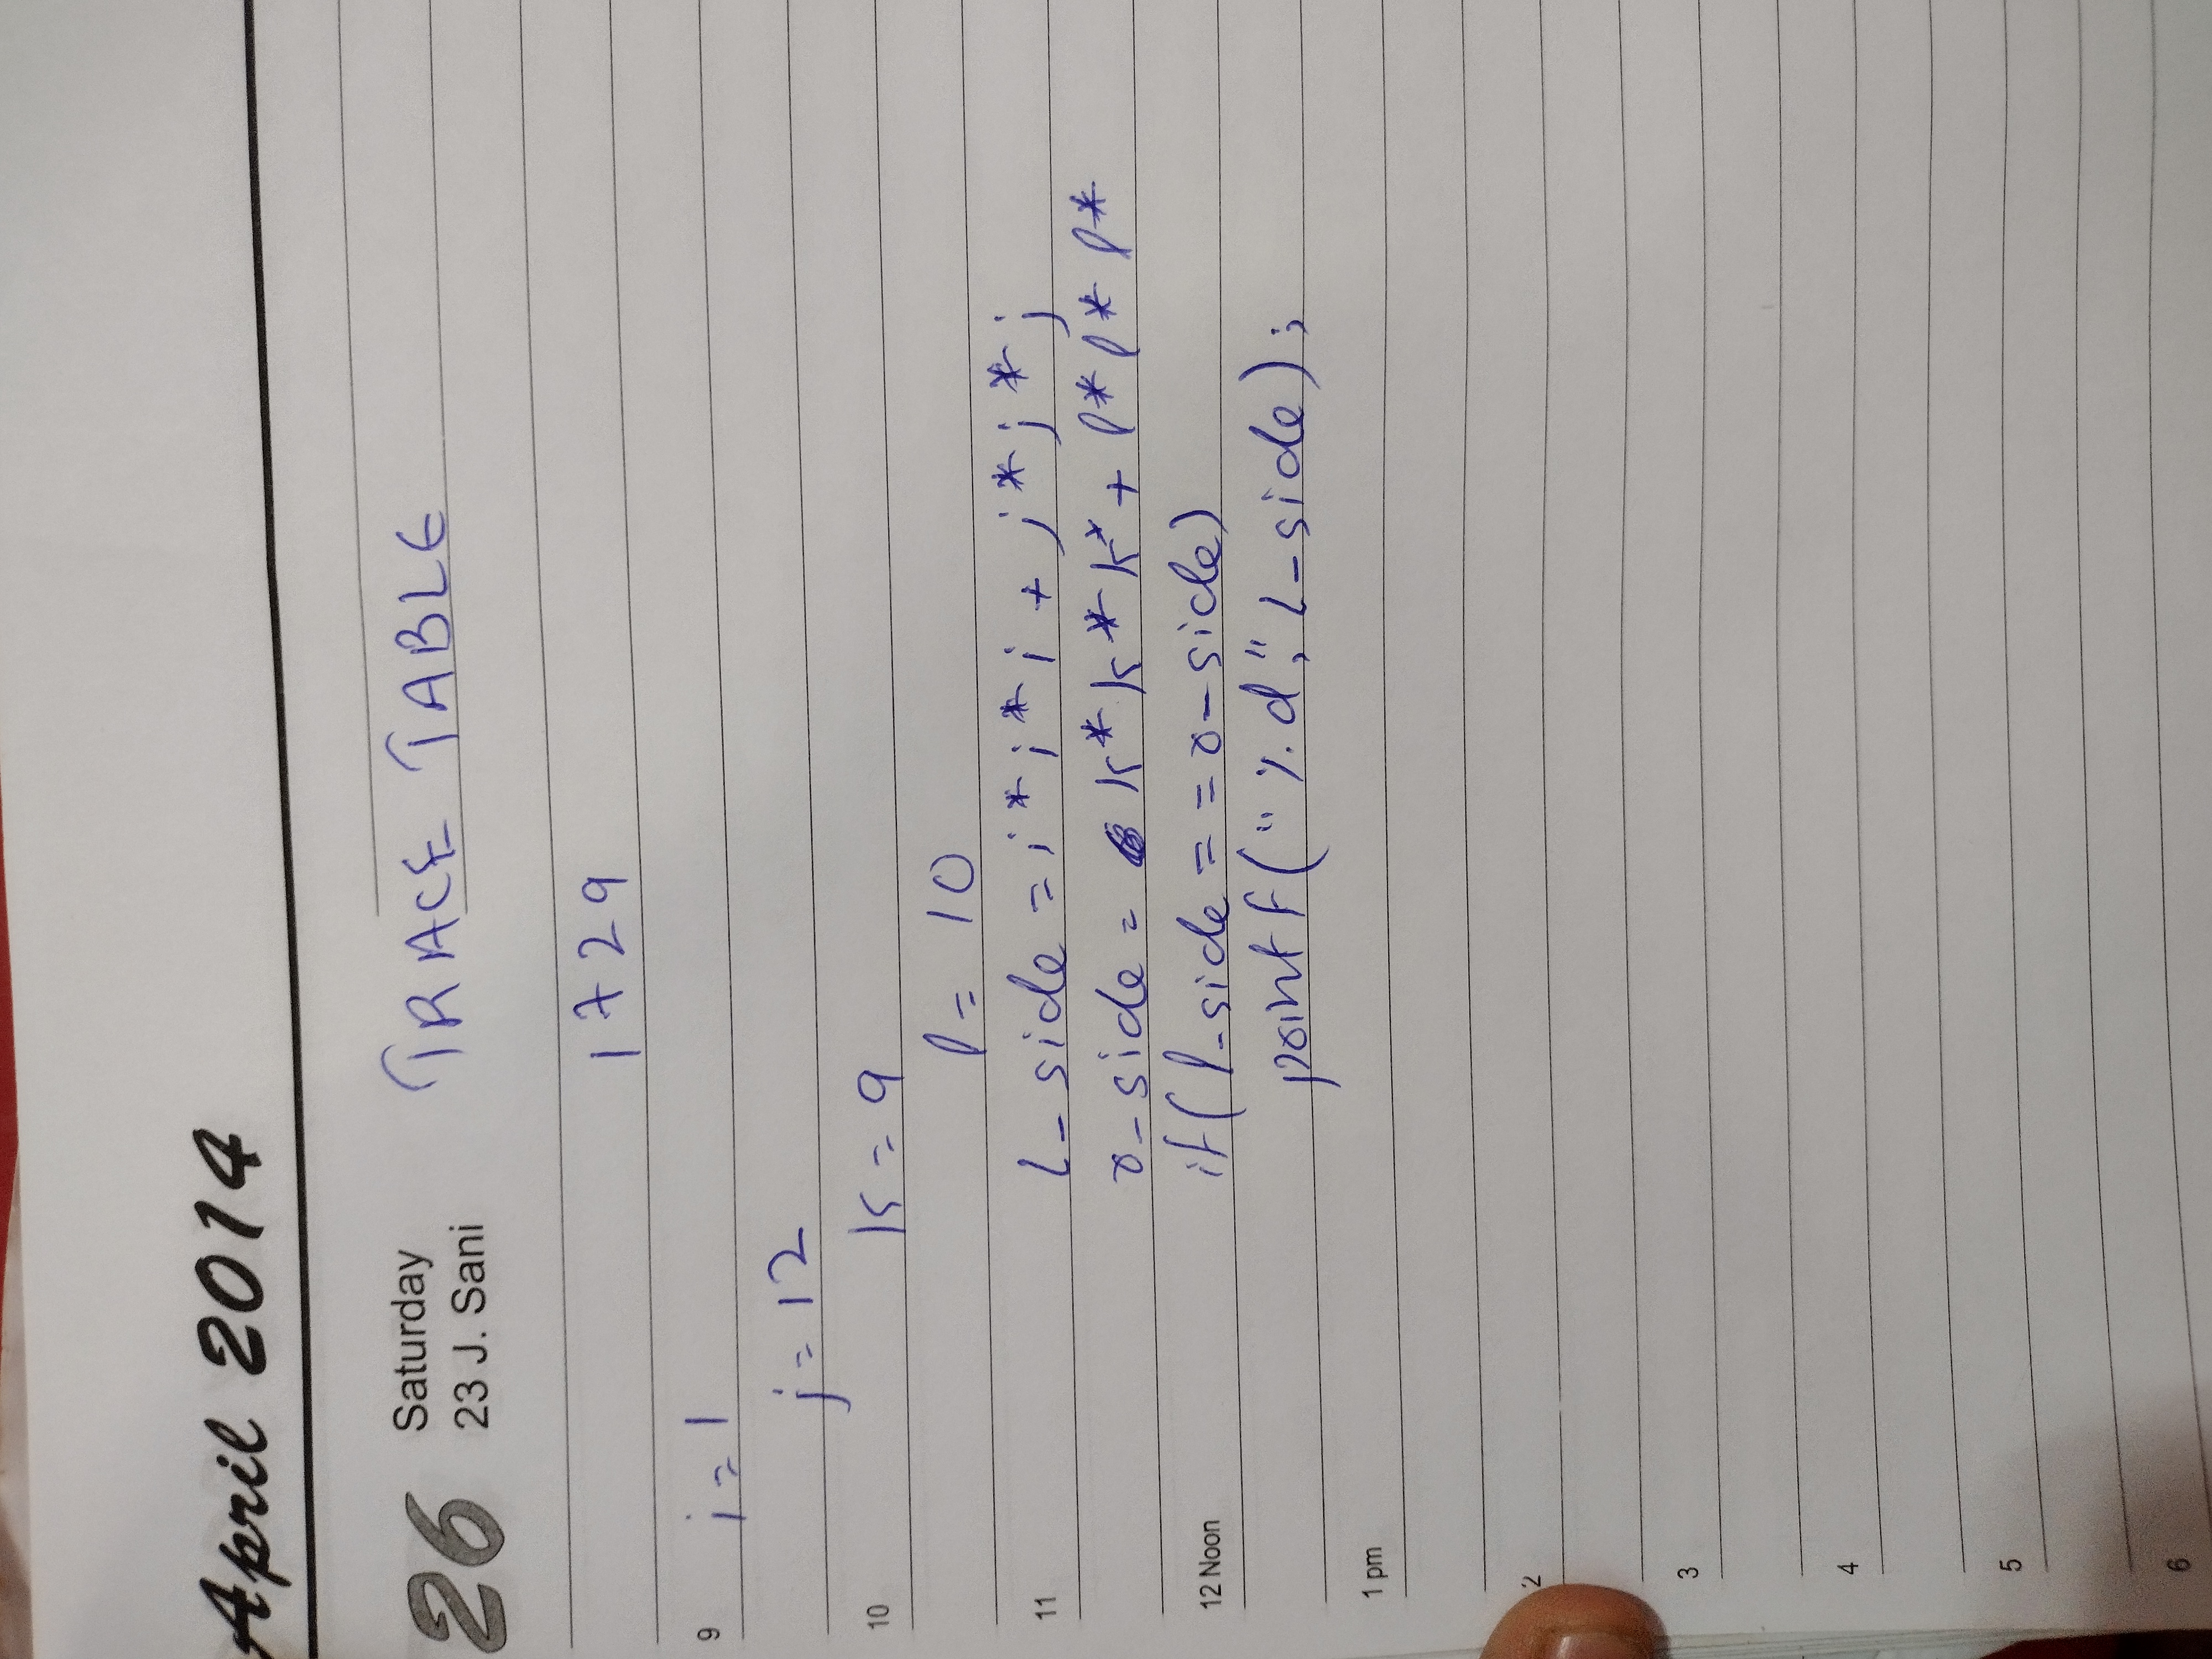 April 2014
26 Saturday
23 J. Sani
TRACE TABLE
1729
9 i = 1
j = 12
10 k = 9
l = 10
11 L_side = i * i * i + j * j * j
r_side = k * k * k * + l * l * l *
12 Noon if (l_side == r_side)
printf("%d," L_side);
1 pm
2
3
4
5
6